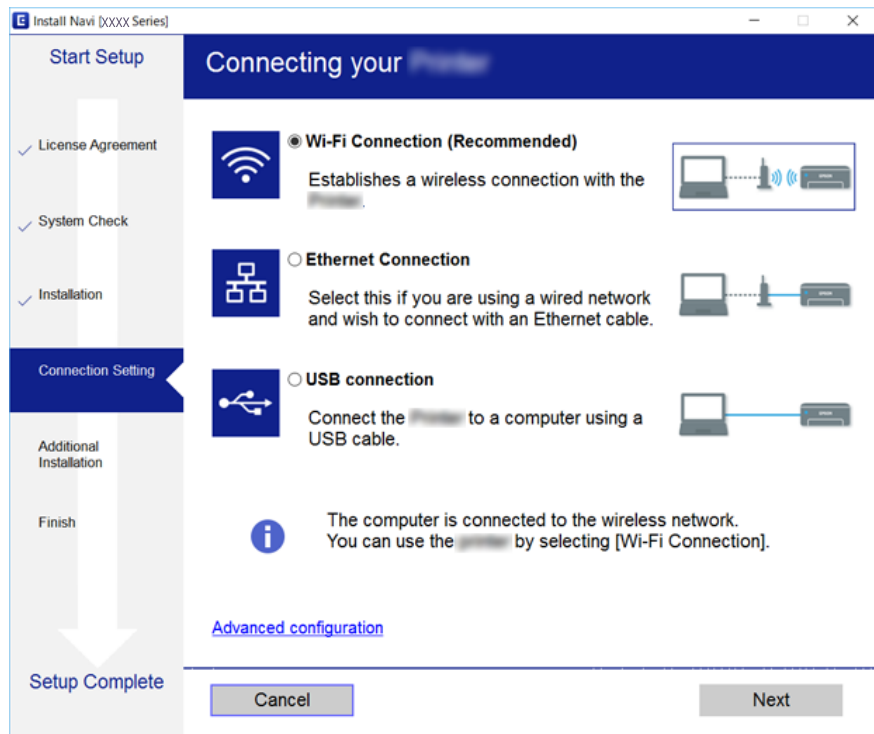 E Install Navi [XXXX Series]
Start Setup
License Agreement
System Check
Installation
Connection Setting
Additional
Installation
Finish
Setup Complete
Connecting your
Wi-Fi Connection (Recommended)
Establishes a wireless connection with the
.
Ethernet Connection
Select this if you are using a wired network
and wish to connect with an Ethernet cable.
USB connection
Connect the to a computer using a
USB cable.
The computer is connected to the wireless network.
You can use the by selecting [Wi-Fi Connection].
Advanced configuration
Cancel
Next
EPSON
EPSON
EPSON